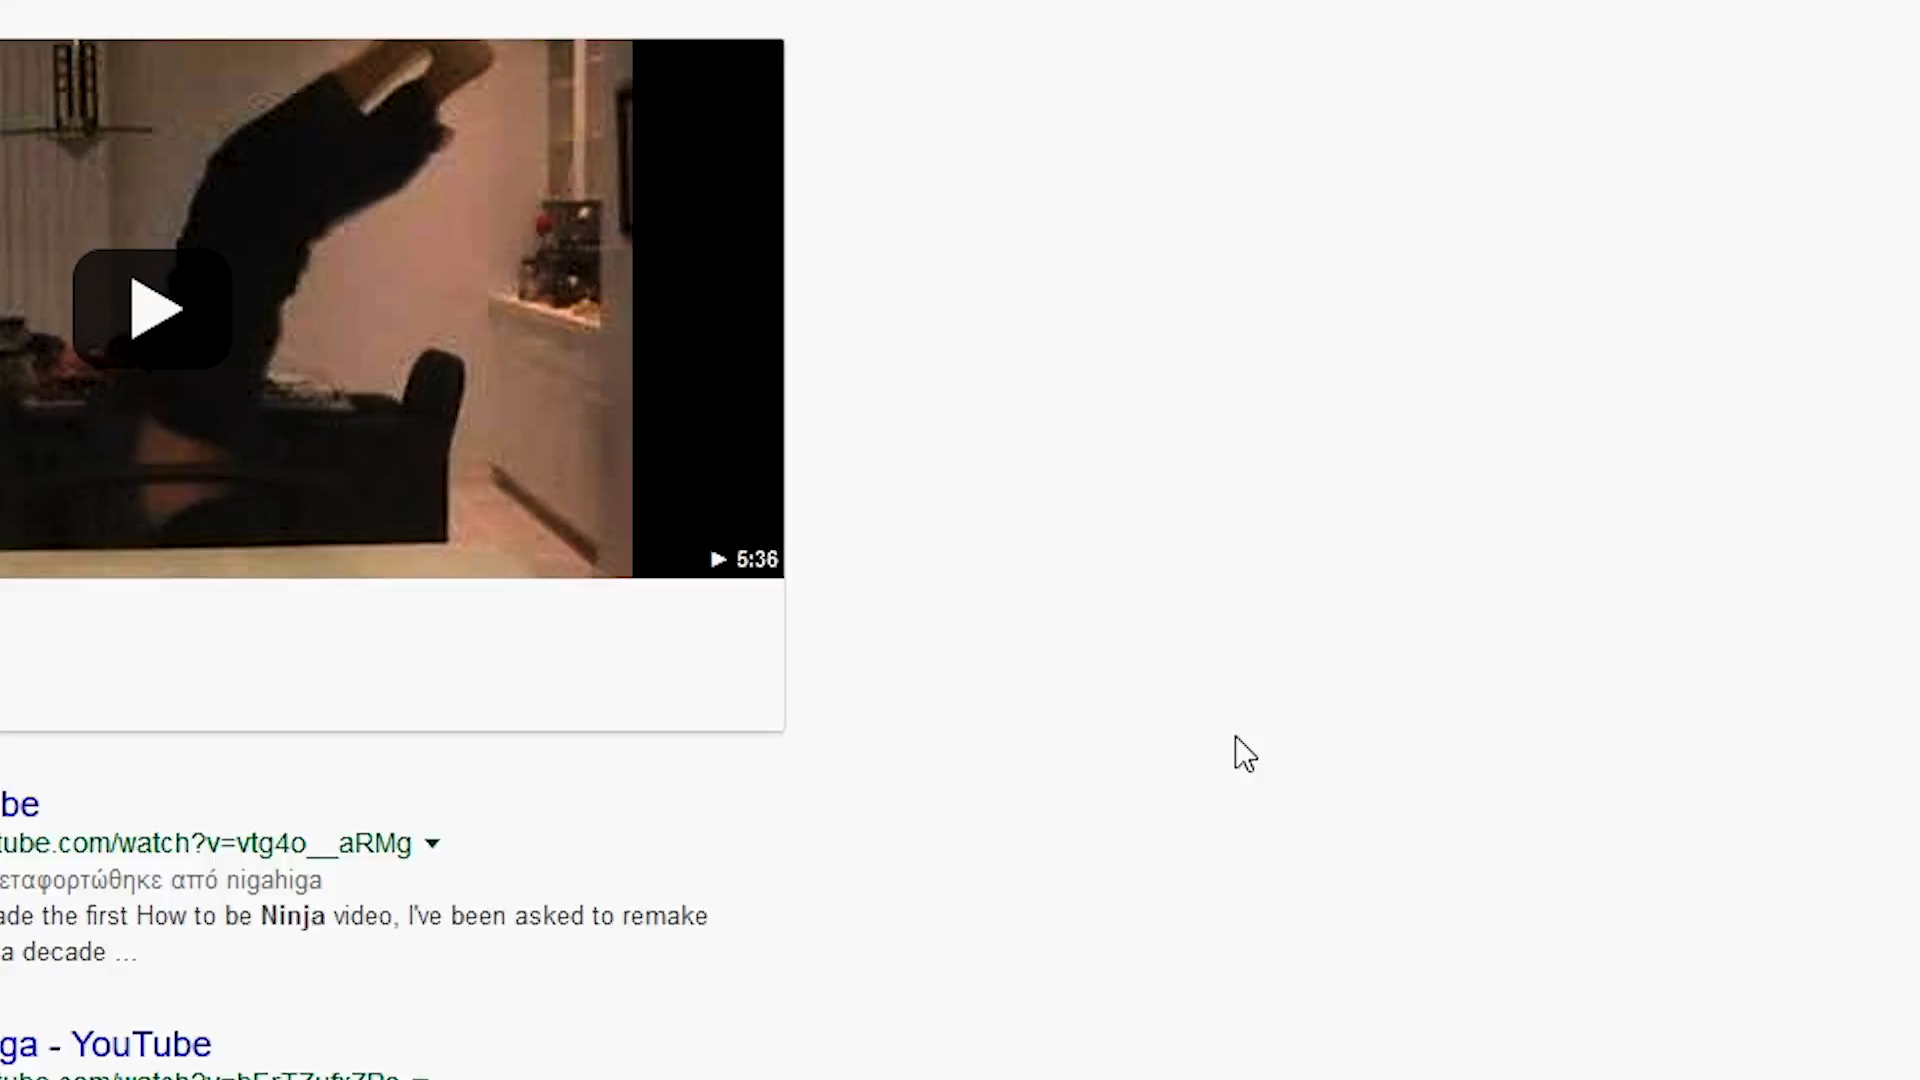 5:36
be
tube.com/watch?v=vtg4o__aRMg
εταφορτώθηκε από nigahiga
ade the first How to be Ninja video, I've been asked to remake
a decade ...
ga - YouTube